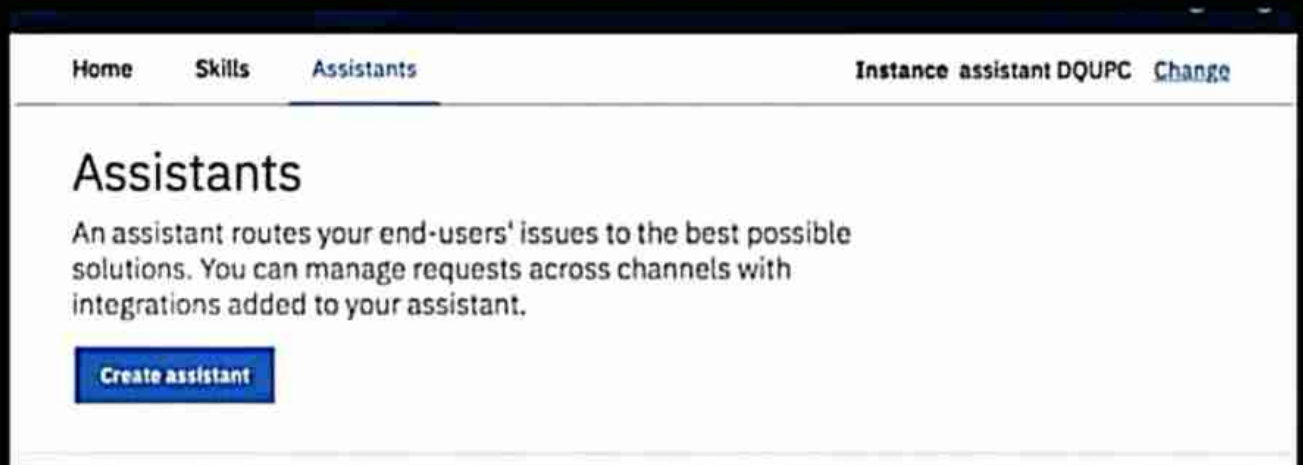 Home Skills Assistants Instance assistant DQUPC Change
Assistants
An assistant routes your end-users' issues to the best possible
solutions. You can manage requests across channels with
integrations added to your assistant.
Create assistant